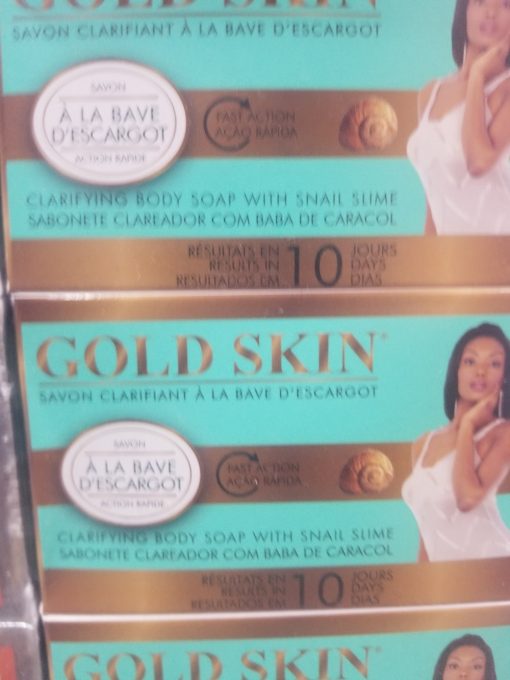 GOLD SKIN
SAVON CLARIFIANT À LA BAVE D'ESCARGOT
SAVON
À LA BAVE
D'ESCARGOT
ACTION RAPIDE
FAST ACTION
AÇÃO RÁPIDA
CLARIFYING BODY SOAP WITH SNAIL SLIME
SABONETE CLAREADOR COM BABA DE CARACOL
RÉSULTATS EN
RESULTS IN
RESULTADOS EM
10
JOURS
DAYS
DIAS
GOLD SKIN
SAVON CLARIFIANT À LA BAVE D'ESCARGOT
SAVON
À LA BAVE
D'ESCARGOT
ACTION RAPIDE
FAST ACTION
AÇÃO RÁPIDA
CLARIFYING BODY SOAP WITH SNAIL SLIME
SABONETE CLAREADOR COM BABA DE CARACOL
RÉSULTATS EN
RESULTS IN
RESULTADOS EM
10
JOURS
DAYS
DIAS
GOLD SKIN